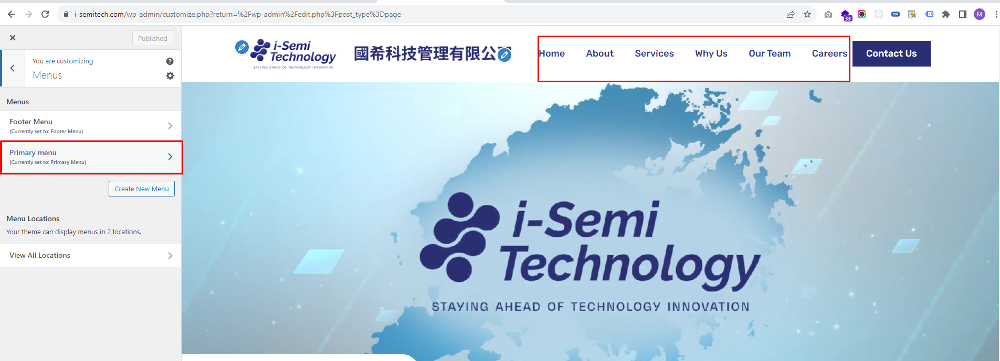 i-semitech.com/wp-admin/customize.php?return=%2Fwp-admin%2Fedit.php%3Fpost_type%3Dpage
33
ZIP
M
Published
You are customizing
Menus
Menus
Footer Menu
(Currently set to: Footer Menu)
Primary menu
(Currently set to: Primary Menu)
Create New Menu
Menu Locations
Your theme can display menus in 2 locations.
View All Locations
i-Semi
Technology
STAYING AHEAD OF TECHNOLOGY INNOVATION
國希科技管理有限公
Home About Services Why Us Our Team Careers Contact Us
i-Semi
Technology
STAYING AHEAD OF TECHNOLOGY INNOVATION